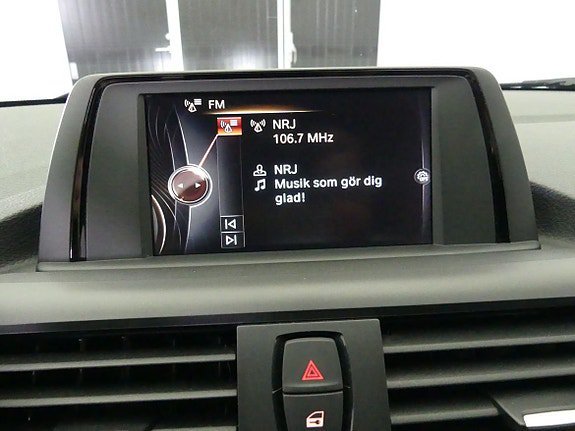 FM
NRJ
106.7 MHz
NRJ
Musik som gör dig
glad!